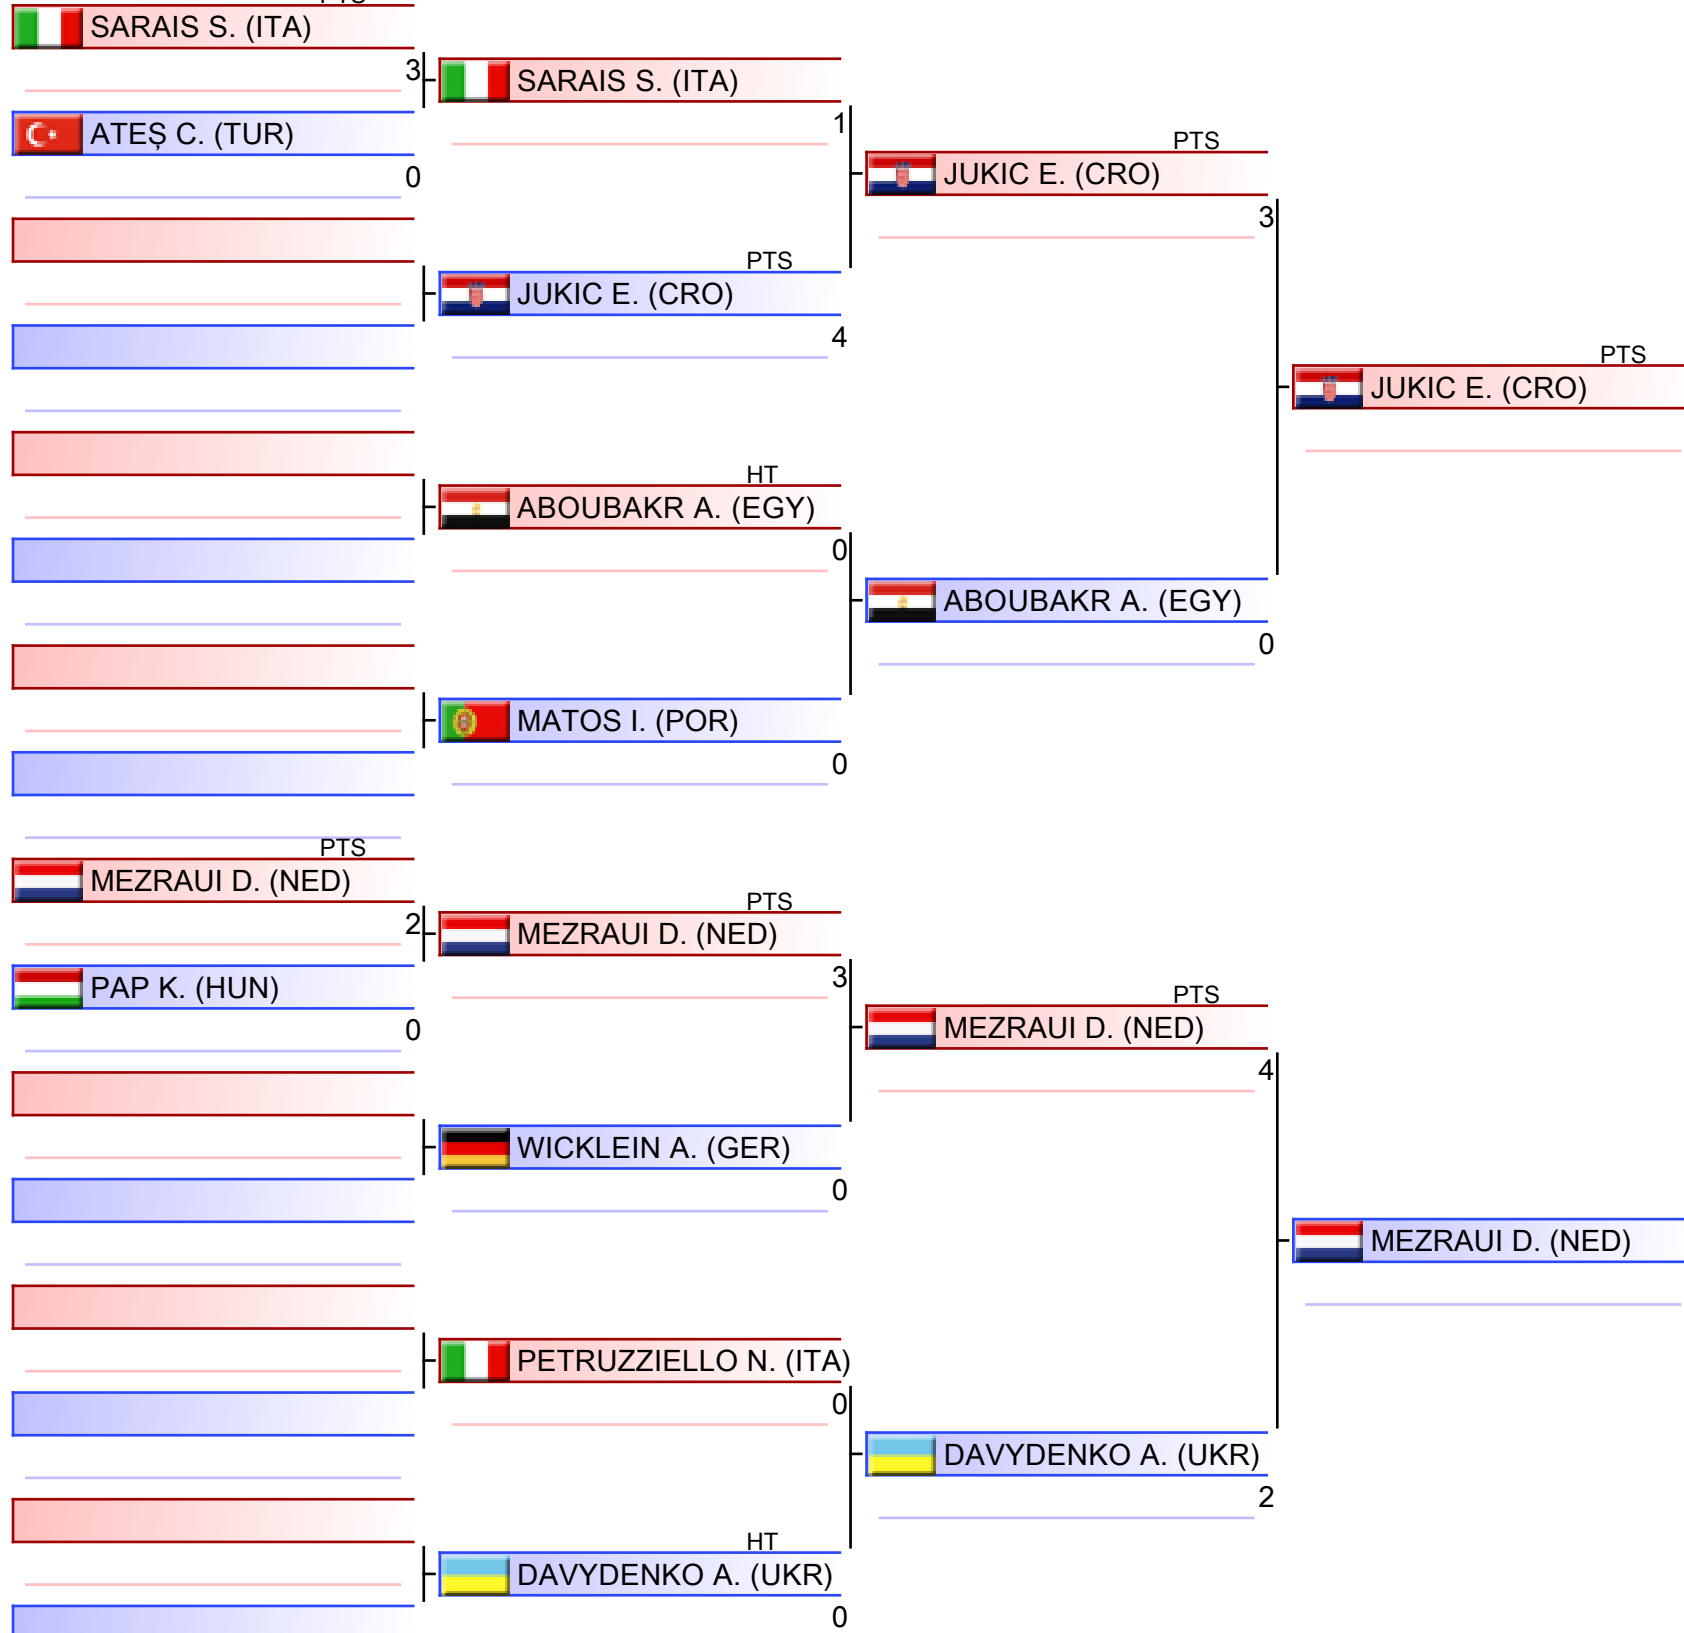 PTS
SARAIS S. (ITA)
3
ATEŞ C. (TUR)
0
PTS
MEZRAUI D. (NED)
2
PAP K. (HUN)
0
SARAIS S. (ITA)
1
PTS
JUKIC E. (CRO)
4
HT
ABOUBAKR A. (EGY)
0
MATOS I. (POR)
0
PTS
MEZRAUI D. (NED)
3
WICKLEIN A. (GER)
0
PETRUZZIELLO N. (ITA)
0
HT
DAVYDENKO A. (UKR)
0
PTS
JUKIC E. (CRO)
3
ABOUBAKR A. (EGY)
0
PTS
MEZRAUI D. (NED)
4
DAVYDENKO A. (UKR)
2
PTS
JUKIC E. (CRO)
MEZRAUI D. (NED)